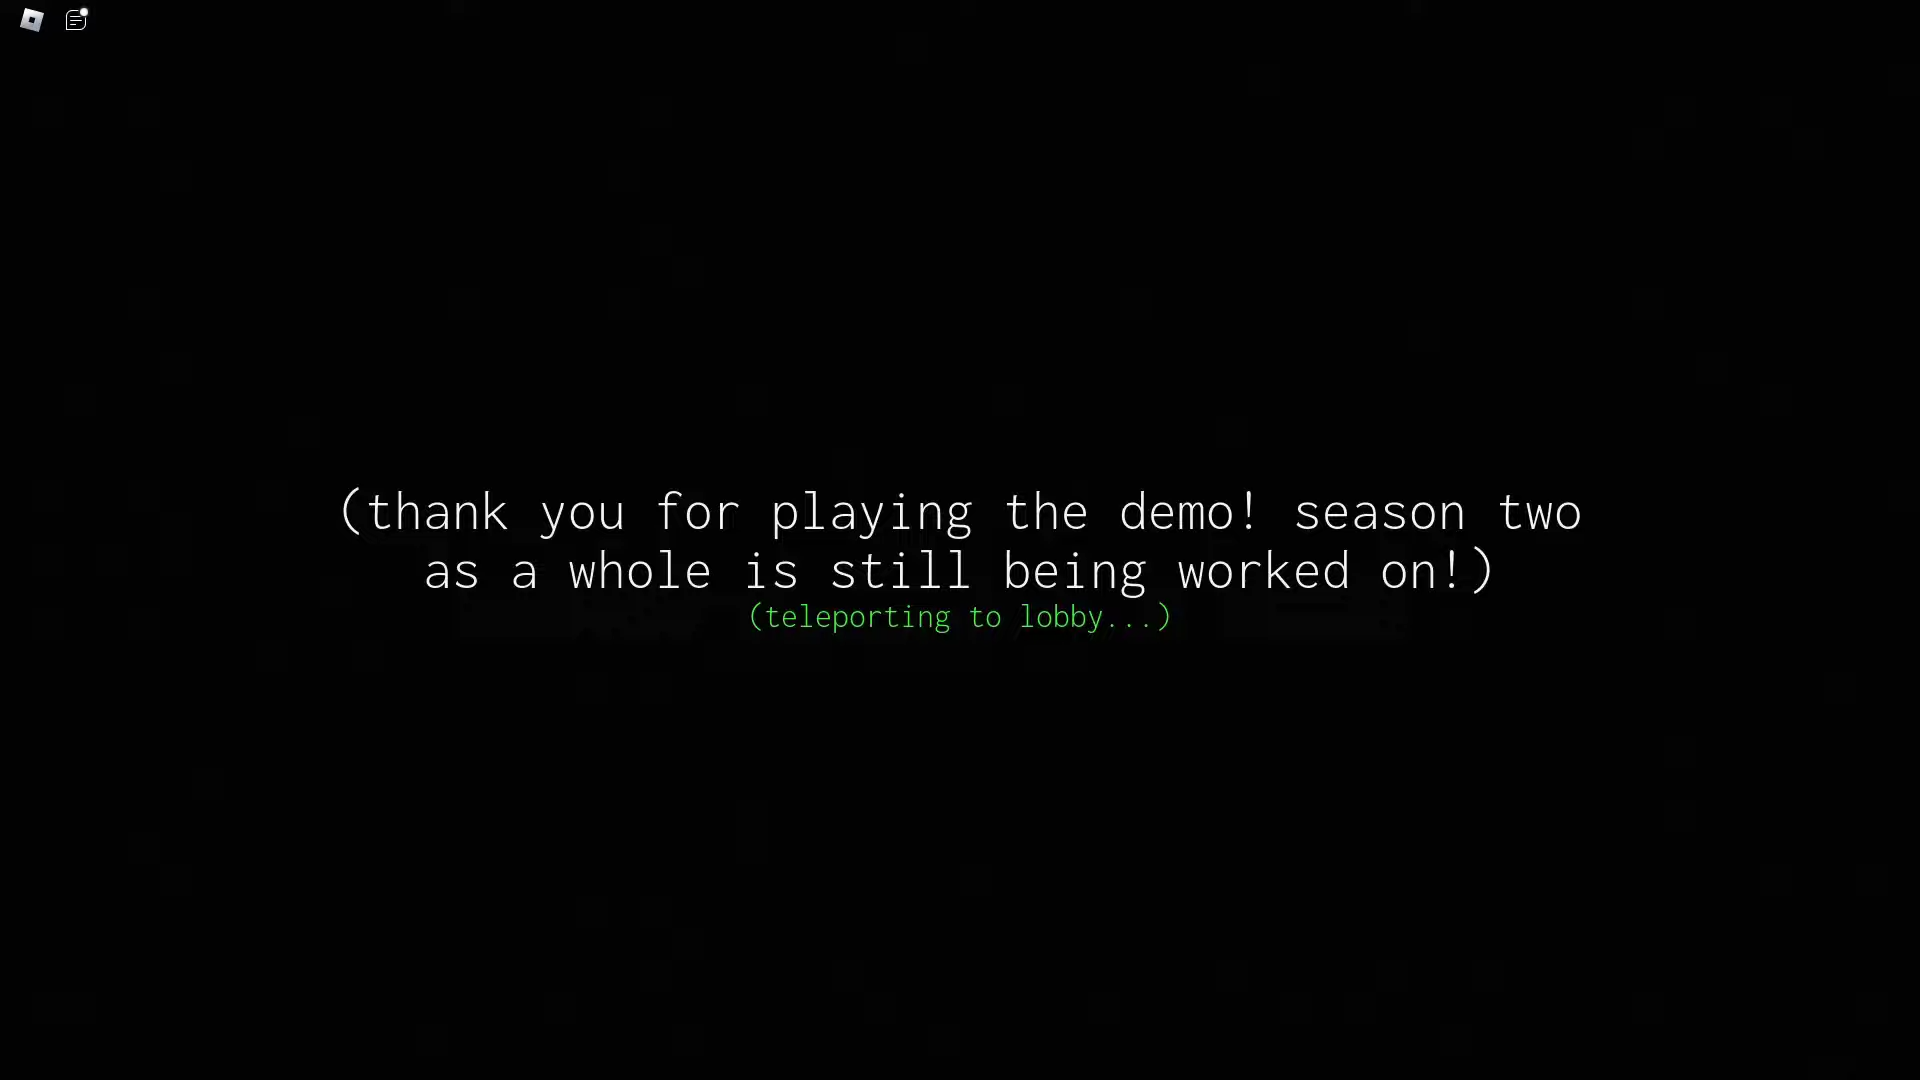 (thank you for playing the demo! season two
as a whole is still being worked on!)
(teleporting to lobby...)